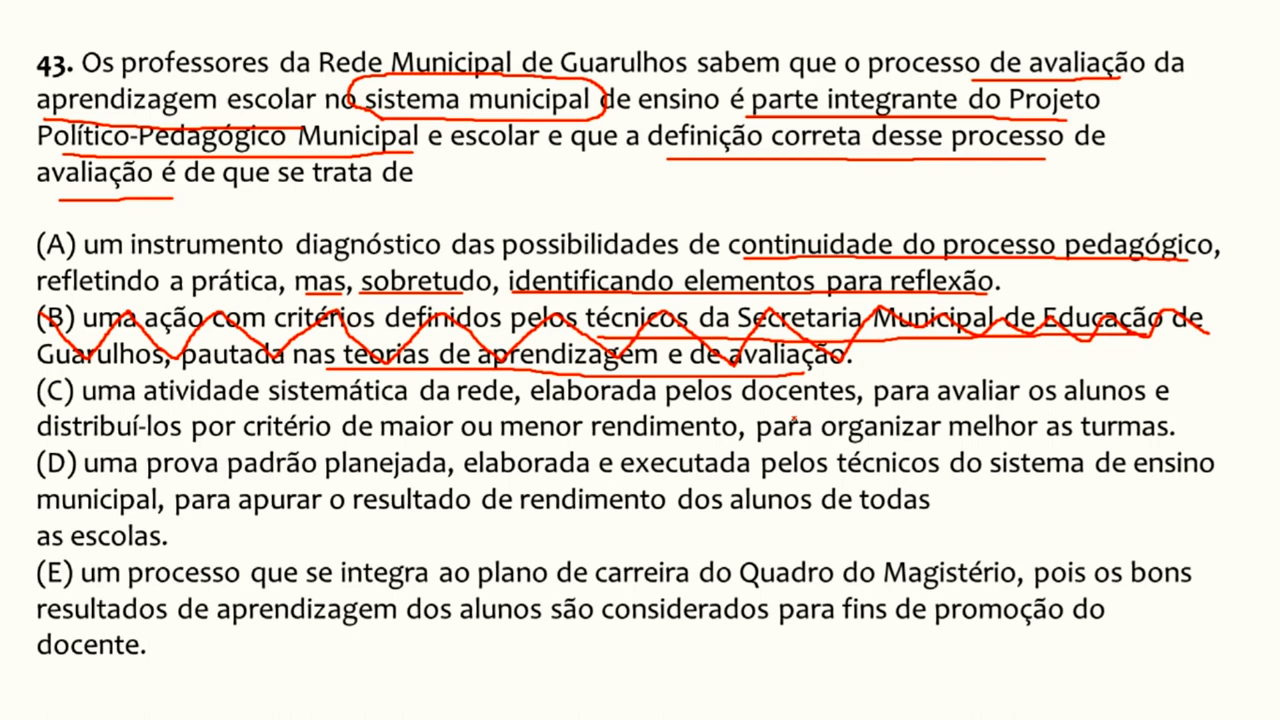 43. Os professores da Rede Municipal de Guarulhos sabem que o processo de avaliação da
aprendizagem escolar no sistema municipal de ensino é parte integrante do Projeto
Político-Pedagógico Municipal e escolar e que a definição correta desse processo de
avaliação é de que se trata de
(A) um instrumento diagnóstico das possibilidades de continuidade do processo pedagógico,
refletindo a prática, mas, sobretudo, identificando elementos para reflexão.
(B) uma ação com critérios definidos pelos técnicos da Secretaria Municipal de Educação de
Guarulhos, pautada nas teorias de aprendizagem e de avaliação.
(C) uma atividade sistemática da rede, elaborada pelos docentes, para avaliar os alunos e
distribuí-los por critério de maior ou menor rendimento, para organizar melhor as turmas.
(D) uma prova padrão planejada, elaborada e executada pelos técnicos do sistema de ensino
municipal, para apurar o resultado de rendimento dos alunos de todas
as escolas.
(E) um processo que se integra ao plano de carreira do Quadro do Magistério, pois os bons
resultados de aprendizagem dos alunos são considerados para fins de promoção do
docente.